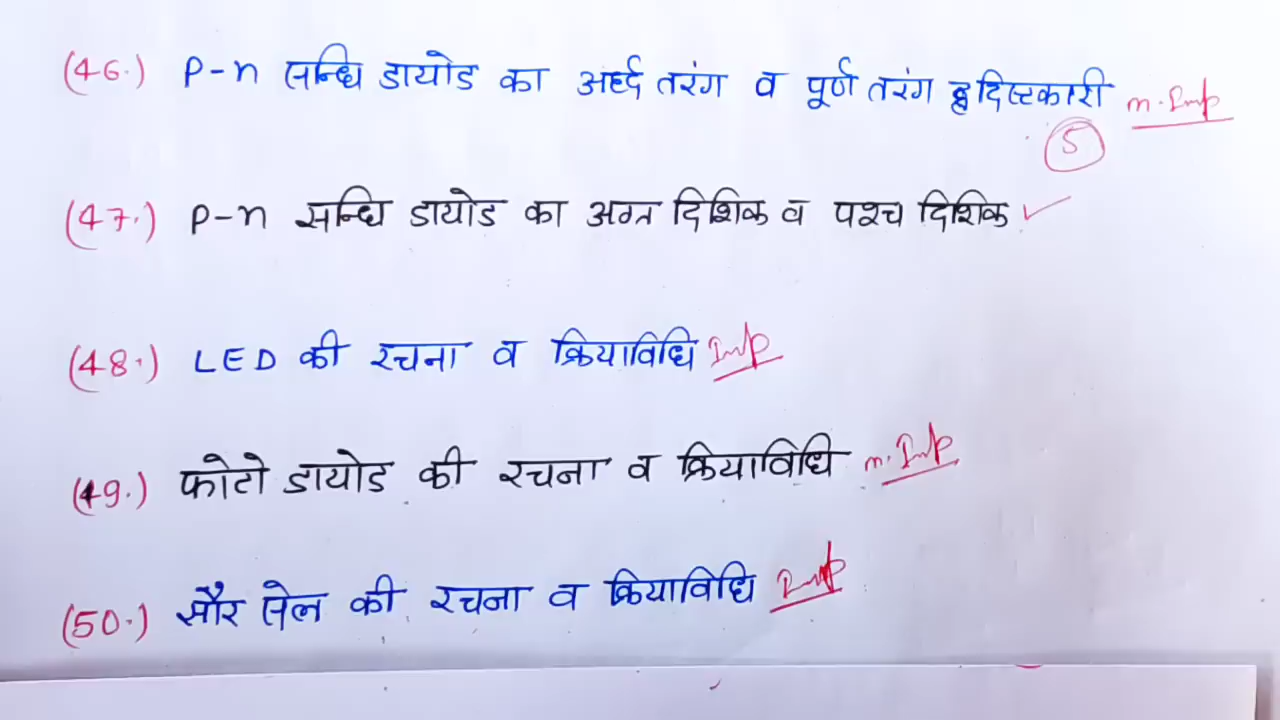 (46.) P-n सन्धि डायोड का अर्ध्द तरंग व पूर्ण तरंग दिष्टकारी m. Imp
5
(47.) P-n सन्धि डायोड का अग्र दिशिक व पश्च दिशिक ✓
(48.) LED की रचना व क्रियाविधि Imp
(49.) फोटो डायोड की रचना व क्रियाविधि m. Imp
(50.) सौर सेल की रचना व क्रियाविधि Imp